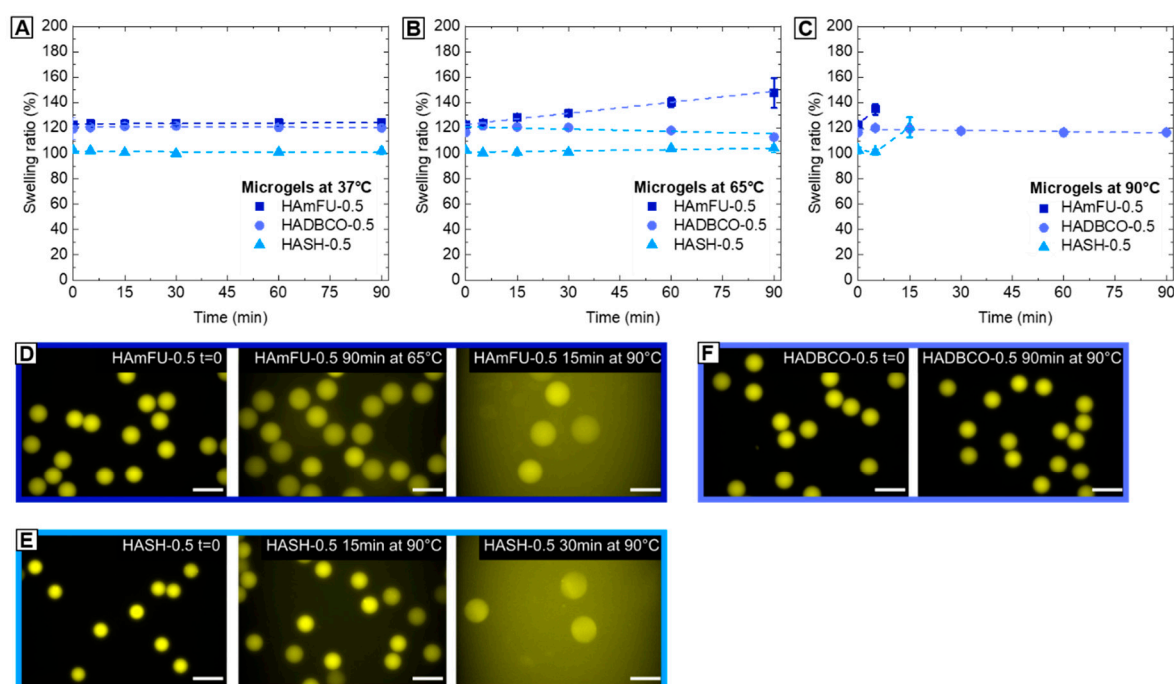 A
B
C
Swelling ratio (%)
200
180
160
140
120
100
80
60
40
20
0
Microgels at 37°C
HAmFU-0.5
HADBCO-0.5
HASH-0.5
0 15 30 45 60 75 90
Time (min)
Swelling ratio (%)
200
180
160
140
120
100
80
60
40
20
0
Microgels at 65°C
HAmFU-0.5
HADBCO-0.5
HASH-0.5
0 15 30 45 60 75 90
Time (min)
Swelling ratio (%)
200
180
160
140
120
100
80
60
40
20
0
Microgels at 90°C
HAmFU-0.5
HADBCO-0.5
HASH-0.5
0 15 30 45 60 75 90
Time (min)
D
HAmFU-0.5 t=0
HAmFU-0.5 90min at 65°C
HAmFU-0.5 15min at 90°C
F
HADBCO-0.5 t=0
HADBCO-0.5 90min at 90°C
E
HASH-0.5 t=0
HASH-0.5 15min at 90°C
HASH-0.5 30min at 90°C